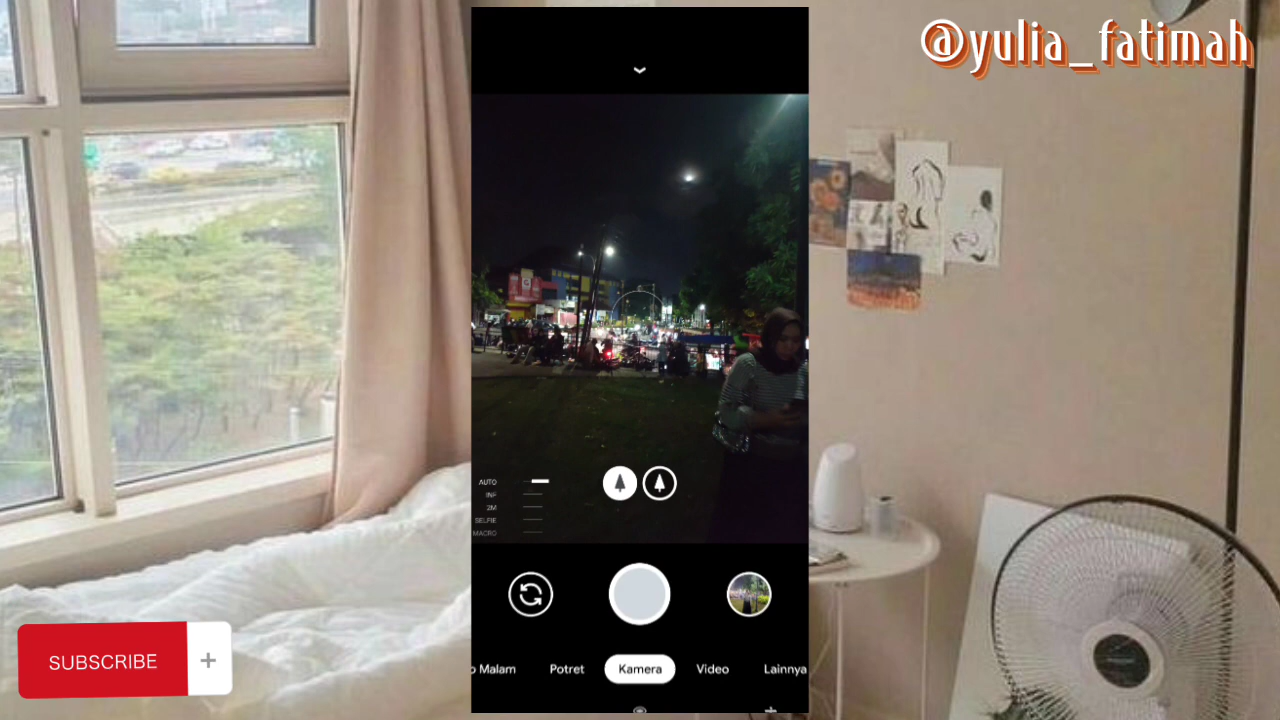 @yulia_fatimah
AUTO
INF
2M
SELFIE
MACRO
o Malam
Potret
Kamera
Video
Lainnya
SUBSCRIBE